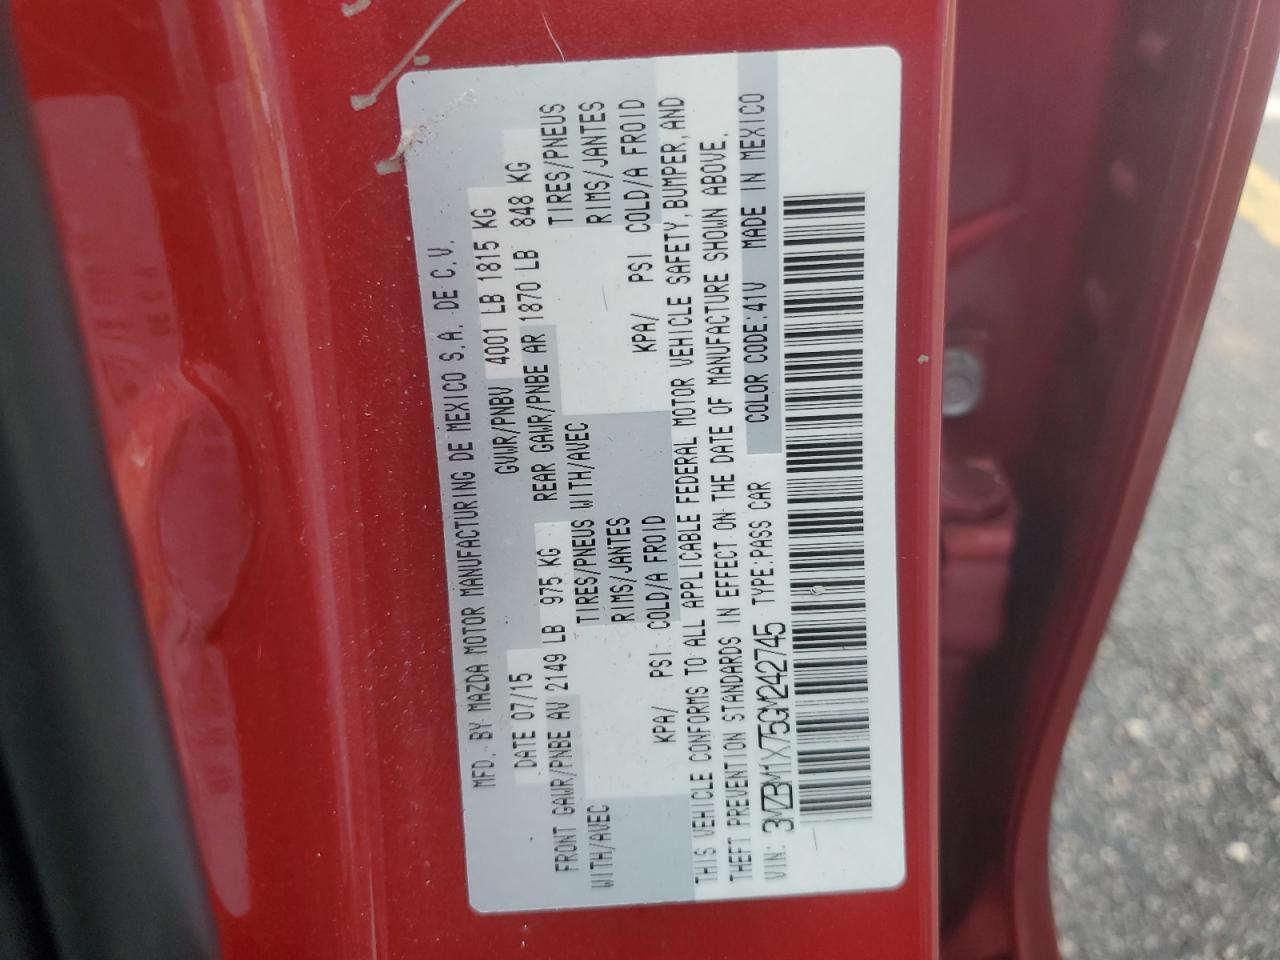 MFD. BY MAZDA MOTOR MANUFACTURING DE MEXICO S.A. DE C.V.
DATE 07/15 GVWR/PNBV 4001 LB 1815 KG
FRONT GAWR/PNBE AV 2149 LB 975 KG REAR GAWR/PNBE AR 1870 LB 848 KG
WITH/AVEC TIRES/PNEUS WITH/AVEC TIRES/PNEUS
RIMS/JANTES RIMS/JANTES
KPA/ PSI COLD/A FROID KPA/ PSI COLD/A FROID
THIS VEHICLE CONFORMS TO ALL APPLICABLE FEDERAL MOTOR VEHICLE SAFETY, BUMPER, AND
THEFT PREVENTION STANDARDS IN EFFECT ON THE DATE OF MANUFACTURE SHOWN ABOVE.
VIN: 3MZBM1X75GM242745 TYPE:PASS CAR COLOR CODE:41V MADE IN MEXICO